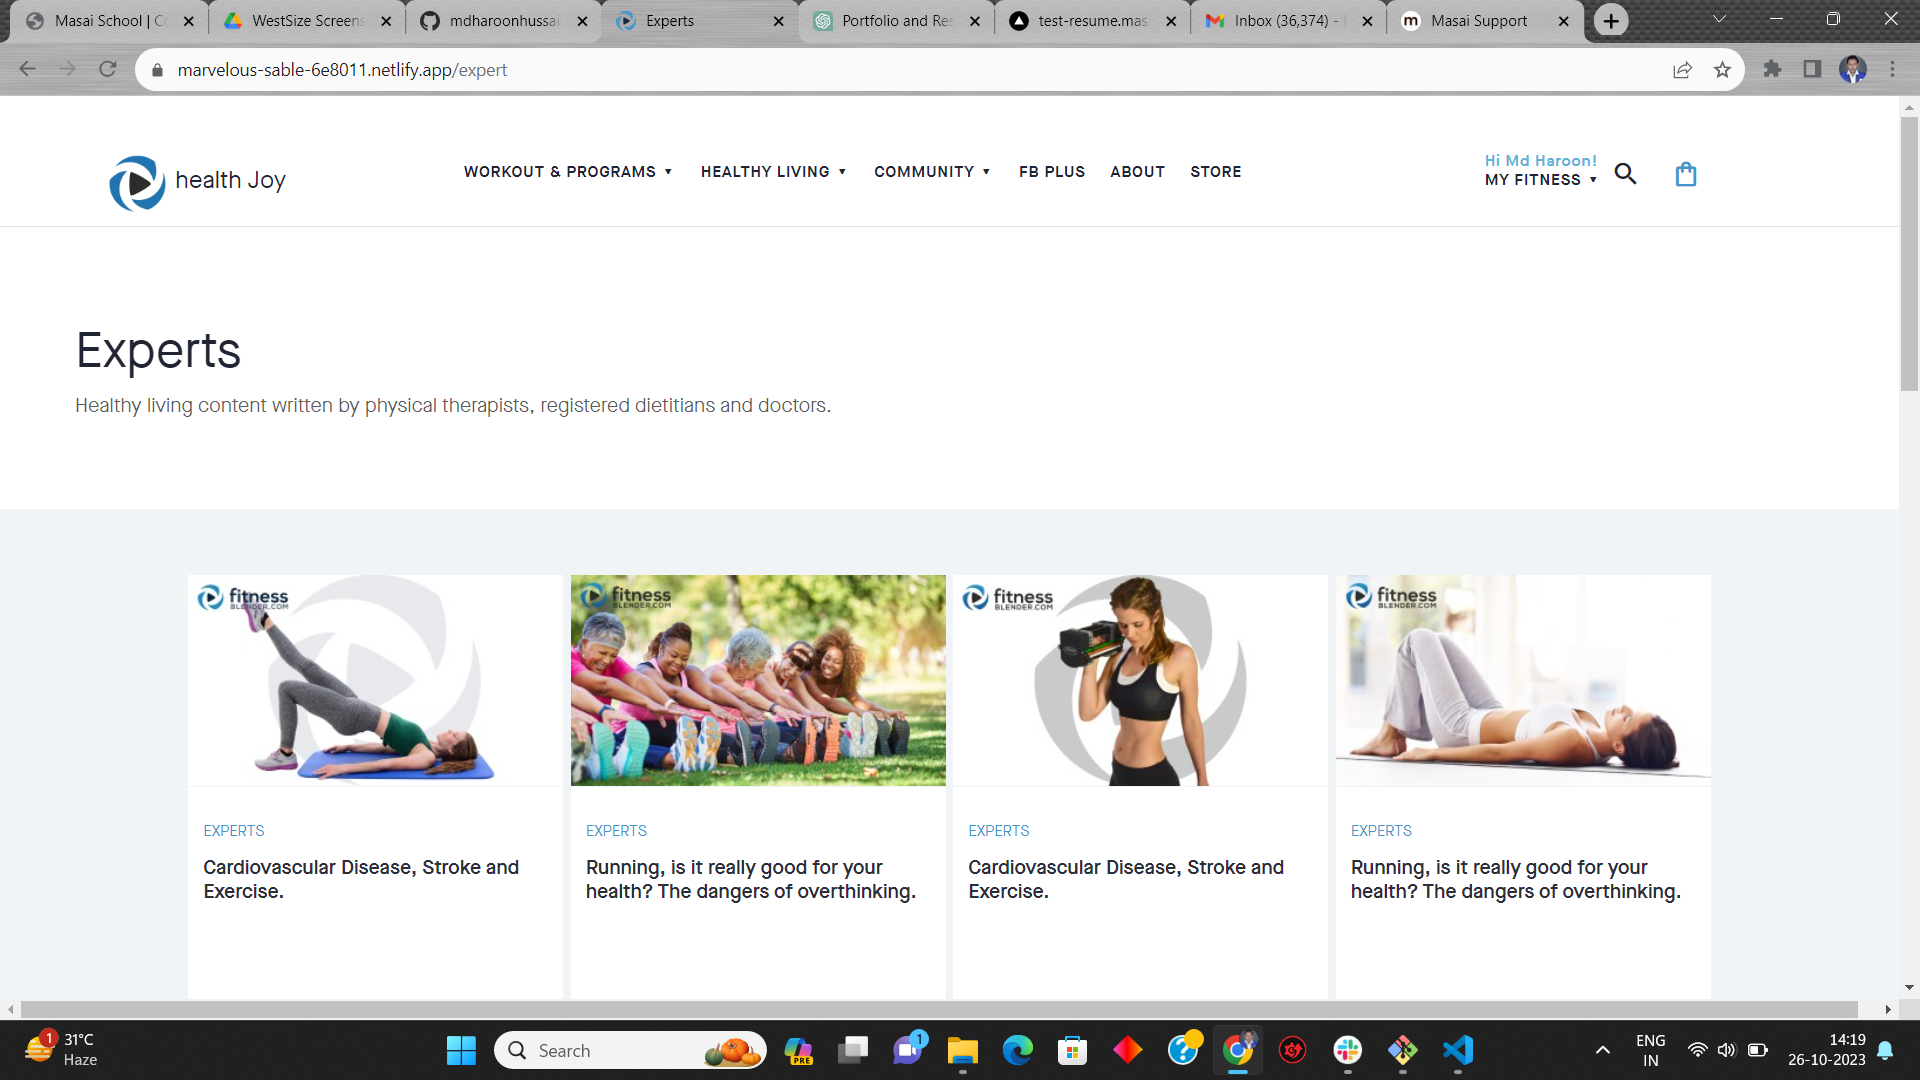 Masai School | C
WestSize Screens
mdharoonhussai
Experts
Portfolio and Res
test-resume.mas
Inbox (36,374) -
Masai Support
marvelous-sable-6e8011.netlify.app/expert
health Joy
WORKOUT & PROGRAMS
HEALTHY LIVING
COMMUNITY
FB PLUS
ABOUT
STORE
Hi Md Haroon!
MY FITNESS
Experts
Healthy living content written by physical therapists, registered dietitians and doctors.
fitness
BLENDER.COM
fitness
BLENDER.COM
fitness
BLENDER.COM
fitness
BLENDER.COM
EXPERTS
Cardiovascular Disease, Stroke and
Exercise.
EXPERTS
Running, is it really good for your
health? The dangers of overthinking.
EXPERTS
Cardiovascular Disease, Stroke and
Exercise.
EXPERTS
Running, is it really good for your
health? The dangers of overthinking.
1
31°C
Haze
Search
PRE
1
ENG
IN
14:19
26-10-2023